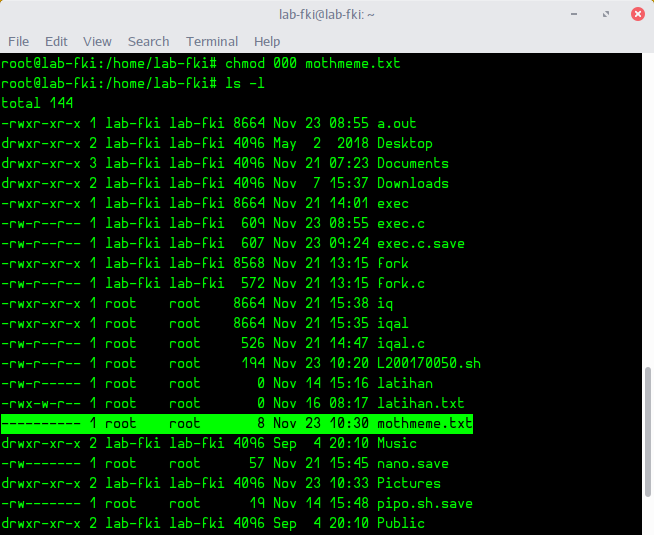 lab-fki@lab-fki: ~
File Edit View Search Terminal Help
root@lab-fki:/home/lab-fki# chmod 000 mothmeme.txt
root@lab-fki:/home/lab-fki# ls -l
total 144
-rwxr-xr-x 1 lab-fki lab-fki 8664 Nov 23 08:55 a.out
drwxr-xr-x 2 lab-fki lab-fki 4096 May  2  2018 Desktop
drwxr-xr-x 3 lab-fki lab-fki 4096 Nov 21 07:23 Documents
drwxr-xr-x 2 lab-fki lab-fki 4096 Nov  7 15:37 Downloads
-rwxr-xr-x 1 lab-fki lab-fki 8664 Nov 21 14:01 exec
-rw-r--r-- 1 lab-fki lab-fki  609 Nov 23 08:55 exec.c
-rw-r--r-- 1 lab-fki lab-fki  607 Nov 23 09:24 exec.c.save
-rwxr-xr-x 1 lab-fki lab-fki 8568 Nov 21 13:15 fork
-rw-r--r-- 1 lab-fki lab-fki  572 Nov 21 13:15 fork.c
-rwxr-xr-x 1 root    root    8664 Nov 21 15:38 iq
-rwxr-xr-x 1 root    root    8664 Nov 21 15:35 iqal
-rw-r--r-- 1 root    root     526 Nov 21 14:47 iqal.c
-rw-r--r-- 1 root    root     194 Nov 23 10:20 L200170050.sh
-rw-r----- 1 root    root       0 Nov 14 15:16 latihan
-rwx-w-r-- 1 root    root       0 Nov 16 08:17 latihan.txt
---------- 1 root    root       8 Nov 23 10:30 mothmeme.txt
drwxr-xr-x 2 lab-fki lab-fki 4096 Sep  4 20:10 Music
-rw------- 1 root    root      57 Nov 21 15:45 nano.save
drwxr-xr-x 2 lab-fki lab-fki 4096 Nov 23 10:33 Pictures
-rw------- 1 root    root      19 Nov 14 15:48 pipo.sh.save
drwxr-xr-x 2 lab-fki lab-fki 4096 Sep  4 20:10 Public